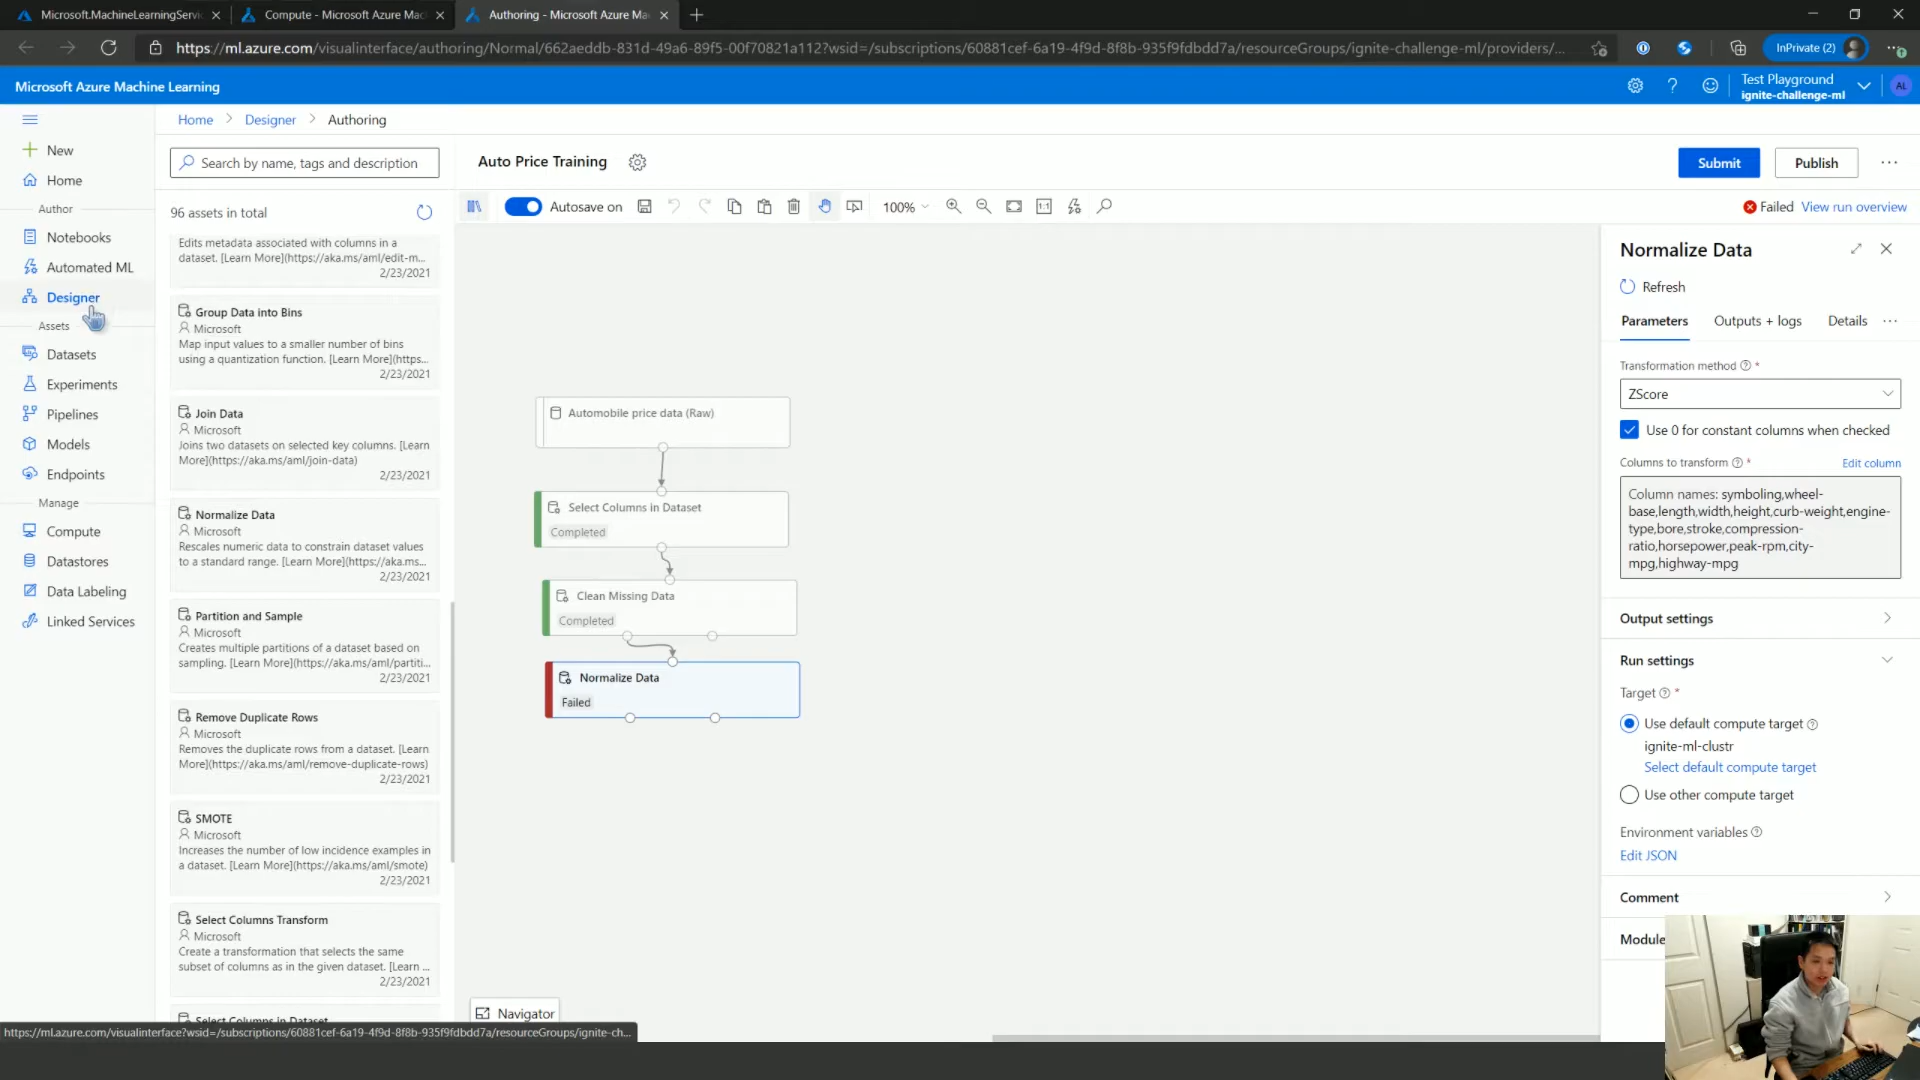 Microsoft.MachineLearningServic
Compute - Microsoft Azure Mac
Authoring - Microsoft Azure Ma
https://ml.azure.com/visualinterface/authoring/Normal/662aeddb-831d-49a6-89f5-00f70821a112?wsid=/subscriptions/60881cef-6a19-4f9d-8f8b-935f9fdbdd7a/resourceGroups/ignite-challenge-ml/providers/...
InPrivate (2)
Microsoft Azure Machine Learning
Test Playground
ignite-challenge-ml
AL
Home > Designer > Authoring
New
Home
Author
Notebooks
Automated ML
Designer
Assets
Datasets
Experiments
Pipelines
Models
Endpoints
Manage
Compute
Datastores
Data Labeling
Linked Services
Search by name, tags and description
96 assets in total
Edits metadata associated with columns in a
dataset. [Learn More](https://aka.ms/aml/edit-m...
2/23/2021
Group Data into Bins
Microsoft
Map input values to a smaller number of bins
using a quantization function. [Learn More](https...
2/23/2021
Join Data
Microsoft
Joins two datasets on selected key columns. [Learn
More](https://aka.ms/aml/join-data)
2/23/2021
Normalize Data
Microsoft
Rescales numeric data to constrain dataset values
to a standard range. [Learn More](https://aka.ms...
2/23/2021
Partition and Sample
Microsoft
Creates multiple partitions of a dataset based on
sampling. [Learn More](https://aka.ms/aml/partiti...
2/23/2021
Remove Duplicate Rows
Microsoft
Removes the duplicate rows from a dataset. [Learn
More](https://aka.ms/aml/remove-duplicate-rows)
2/23/2021
SMOTE
Microsoft
Increases the number of low incidence examples in
a dataset. [Learn More](https://aka.ms/aml/smote)
2/23/2021
Select Columns Transform
Microsoft
Create a transformation that selects the same
subset of columns as in the given dataset. [Learn ...
2/23/2021
Select Columns in Dataset
https://ml.azure.com/visualinterface?wsid=/subscriptions/60881cef-6a19-4f9d-8f8b-935f9fdbdd7a/resourceGroups/ignite-ch...
Auto Price Training
Submit
Publish
Autosave on
100%
Failed View run overview
Automobile price data (Raw)
Select Columns in Dataset
Completed
Clean Missing Data
Completed
Normalize Data
Failed
Navigator
Normalize Data
Refresh
Parameters
Outputs + logs
Details
Transformation method *
ZScore
Use 0 for constant columns when checked
Columns to transform *
Edit column
Column names: symboling,wheel-
base,length,width,height,curb-weight,engine-
type,bore,stroke,compression-
ratio,horsepower,peak-rpm,city-
mpg,highway-mpg
Output settings
Run settings
Target *
Use default compute target
ignite-ml-clustr
Select default compute target
Use other compute target
Environment variables
Edit JSON
Comment
Module